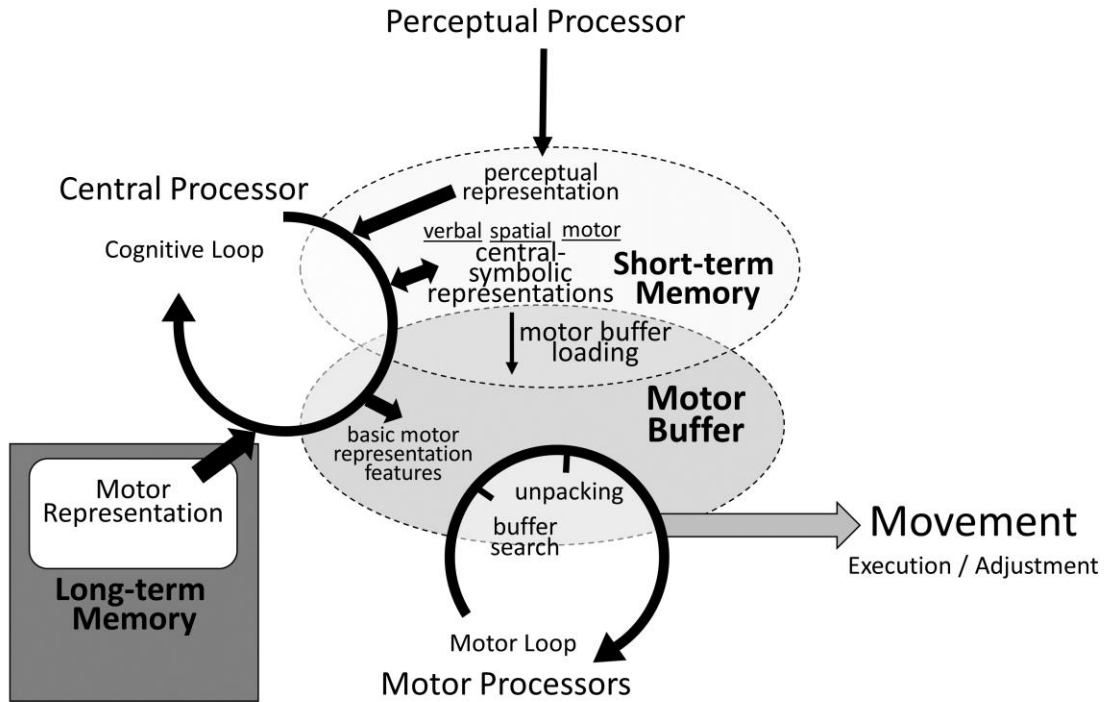 Perceptual Processor
perceptual
representation
Central Processor
Cognitive Loop
verbal spatial motor
central-
symbolic
representations
Short-term
Memory
motor buffer
loading
Motor
Buffer
basic motor
representation
features
Motor
Representation
Long-term
Memory
unpacking
buffer
search
Movement
Execution / Adjustment
Motor Loop
Motor Processors